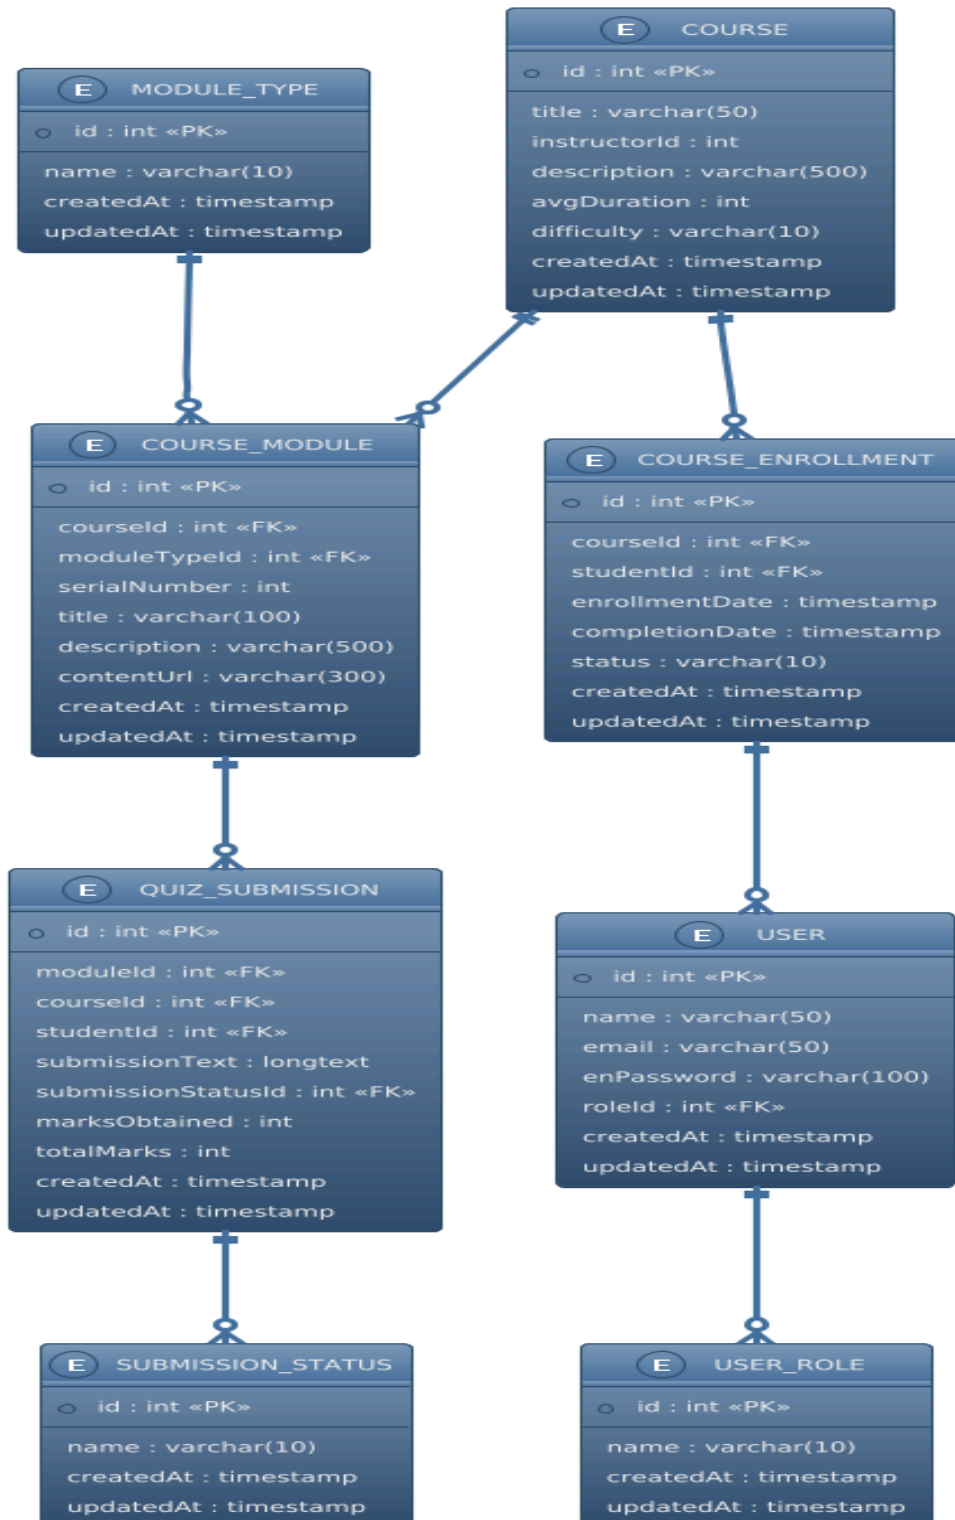 E COURSE
id : int «PK»
title : varchar(50)
instructorId : int
description : varchar(500)
avgDuration : int
difficulty : varchar(10)
createdAt : timestamp
updatedAt : timestamp
E MODULE_TYPE
id : int «PK»
name : varchar(10)
createdAt : timestamp
updatedAt : timestamp
E COURSE_MODULE
id : int «PK»
courseId : int «FK»
moduleTypeId : int «FK»
serialNumber : int
title : varchar(100)
description : varchar(500)
contentUrl : varchar(300)
createdAt : timestamp
updatedAt : timestamp
E COURSE_ENROLLMENT
id : int «PK»
courseId : int «FK»
studentId : int «FK»
enrollmentDate : timestamp
completionDate : timestamp
status : varchar(10)
createdAt : timestamp
updatedAt : timestamp
E QUIZ_SUBMISSION
id : int «PK»
moduleId : int «FK»
courseId : int «FK»
studentId : int «FK»
submissionText : longtext
submissionStatusId : int «FK»
marksObtained : int
totalMarks : int
createdAt : timestamp
updatedAt : timestamp
E USER
id : int «PK»
name : varchar(50)
email : varchar(50)
enPassword : varchar(100)
roleId : int «FK»
createdAt : timestamp
updatedAt : timestamp
E SUBMISSION_STATUS
id : int «PK»
name : varchar(10)
createdAt : timestamp
updatedAt : timestamp
E USER_ROLE
id : int «PK»
name : varchar(10)
createdAt : timestamp
updatedAt : timestamp